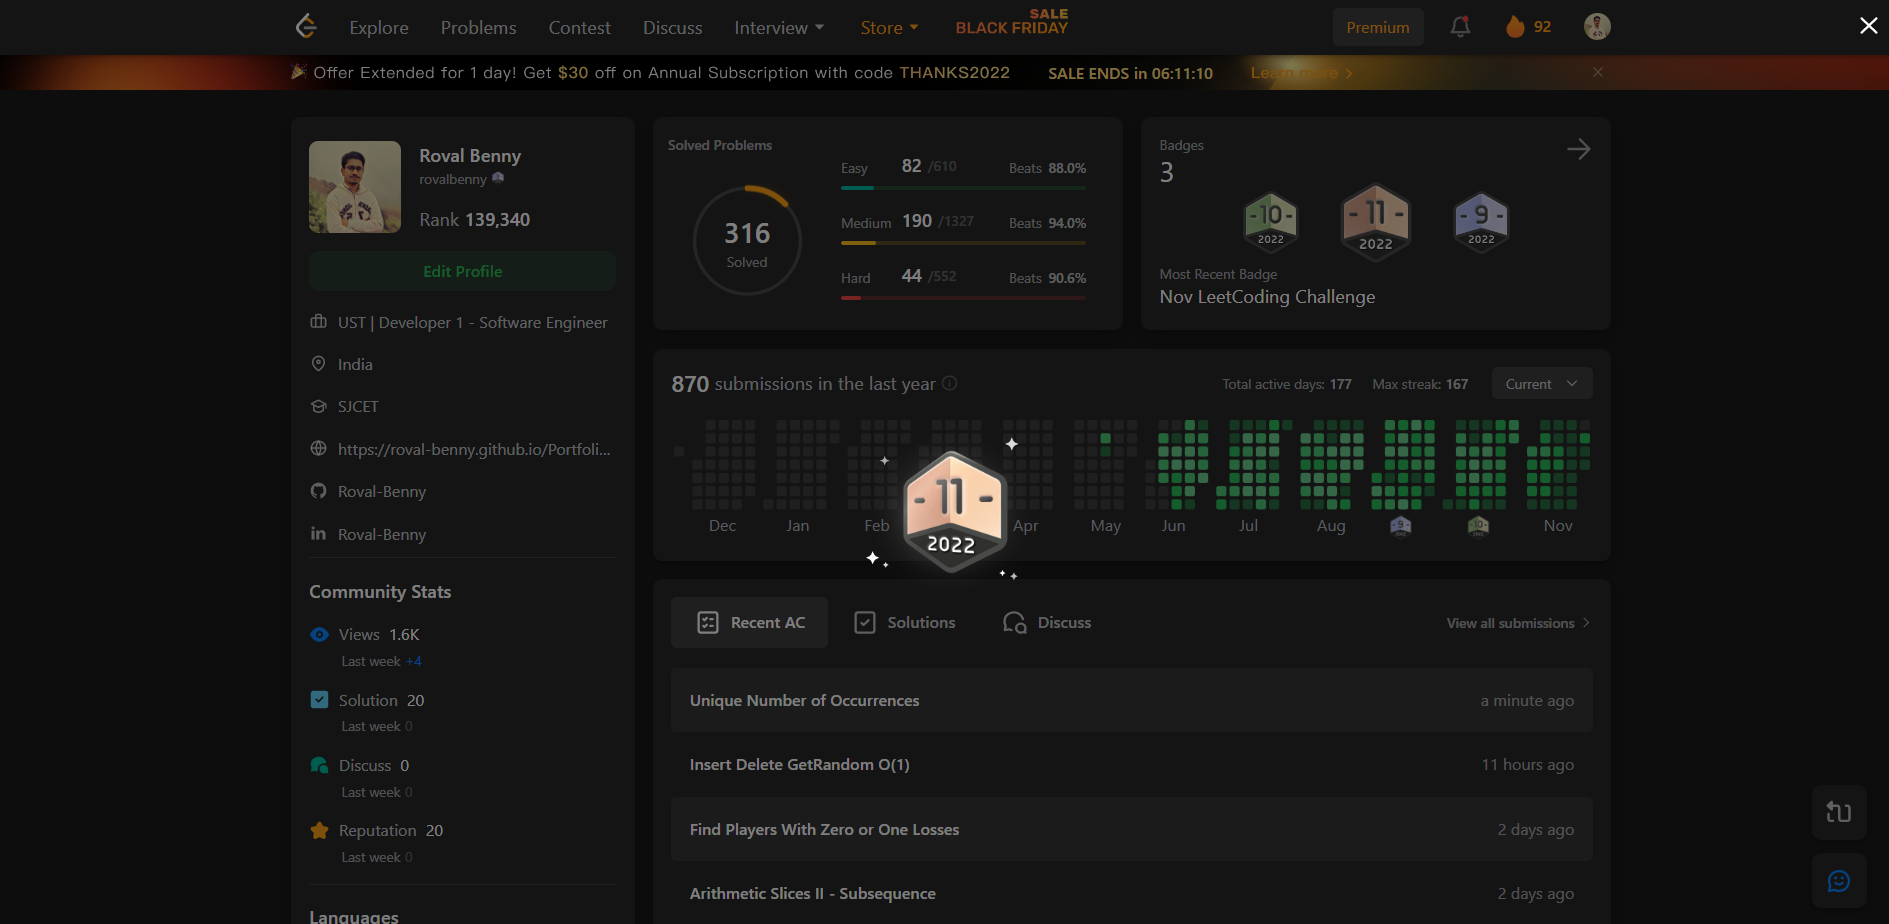 Explore Problems Contest Discuss Interview Store
SALE
BLACK FRIDAY
Premium
92
Offer Extended for 1 day! Get $30 off on Annual Subscription with code THANKS2022
SALE ENDS in 06:11:10
Learn more
Roval Benny
rovalbenny
Rank 139,340
Edit Profile
UST | Developer 1 - Software Engineer
India
SJCET
https://roval-benny.github.io/Portfoli...
Roval-Benny
Roval-Benny
Community Stats
Views 1.6K
Last week +4
Solution 20
Last week 0
Discuss 0
Last week 0
Reputation 20
Last week 0
Languages
Solved Problems
316
Solved
Easy 82 /610 Beats 88.0%
Medium 190 /1327 Beats 94.0%
Hard 44 /552 Beats 90.6%
Badges
3
-10-
2022
-11-
2022
-9-
2022
Most Recent Badge
Nov LeetCoding Challenge
870 submissions in the last year
Total active days: 177 Max streak: 167
Current
Dec Jan Feb Apr May Jun Jul Aug Nov
-11-
2022
Recent AC Solutions Discuss
View all submissions
Unique Number of Occurrences a minute ago
Insert Delete GetRandom O(1) 11 hours ago
Find Players With Zero or One Losses 2 days ago
Arithmetic Slices II - Subsequence 2 days ago